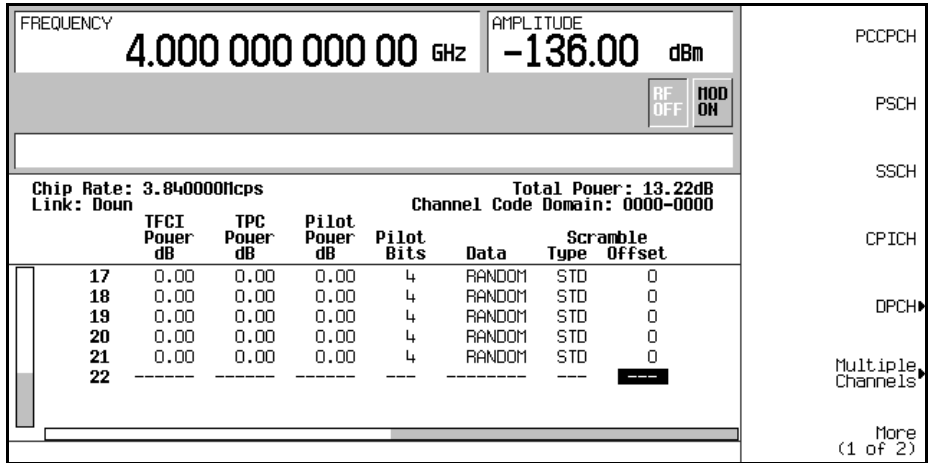 FREQUENCY
4.000 000 000 00 GHz
AMPLITUDE
-136.00 dBm
RF OFF
MOD ON
Chip Rate: 3.840000Mcps
Total Power: 13.22dB
Link: Down
Channel Code Domain: 0000-0000
TFCI Power dB
TPC Power dB
Pilot Power dB
Pilot Bits
Data
Scramble
Type Offset
17 0.00 0.00 0.00 4 RANDOM STD 0
18 0.00 0.00 0.00 4 RANDOM STD 0
19 0.00 0.00 0.00 4 RANDOM STD 0
20 0.00 0.00 0.00 4 RANDOM STD 0
21 0.00 0.00 0.00 4 RANDOM STD 0
22 ------ ------ ------ --- -------- --- ---
PCCPCH
PSCH
SSCH
CPICH
DPCH
Multiple
Channels
More
(1 of 2)